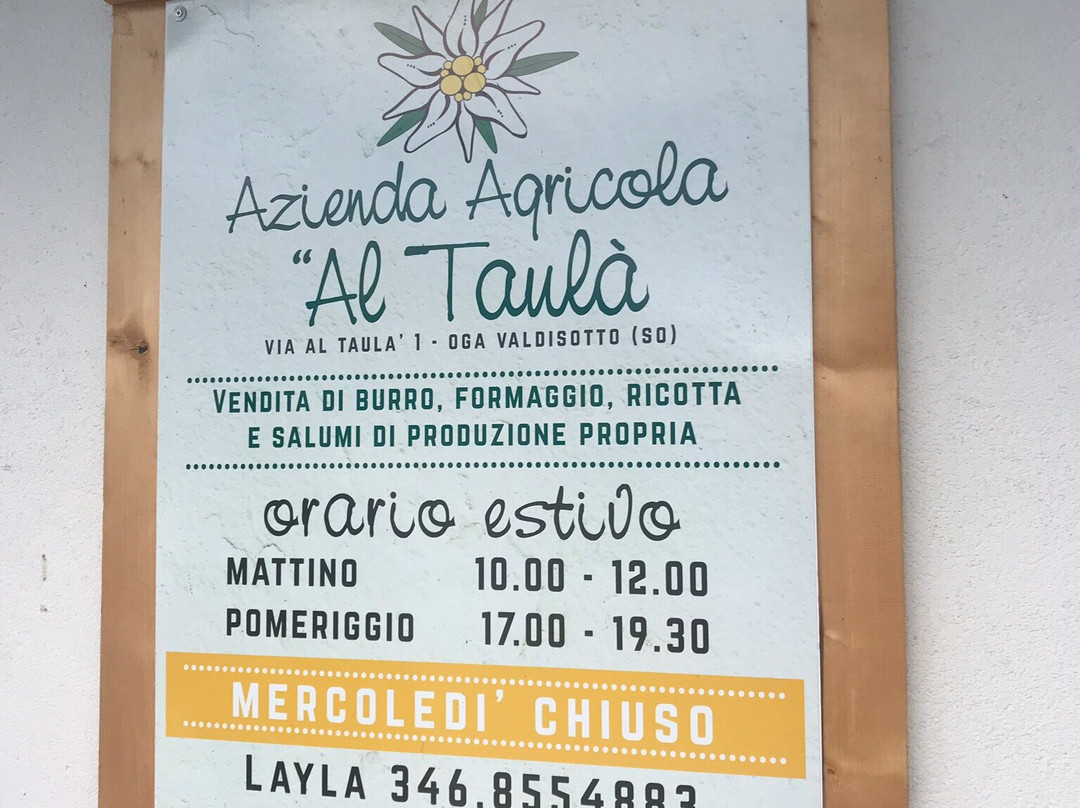 Azienda Agricola
"Al Taulà
VIA AL TAULA' 1 - OGA VALDISOTTO (SO)
VENDITA DI BURRO, FORMAGGIO, RICOTTA
E SALUMI DI PRODUZIONE PROPRIA
orario estivo
MATTINO 10.00 - 12.00
POMERIGGIO 17.00 - 19.30
MERCOLEDI' CHIUSO
LAYLA 346.8554883